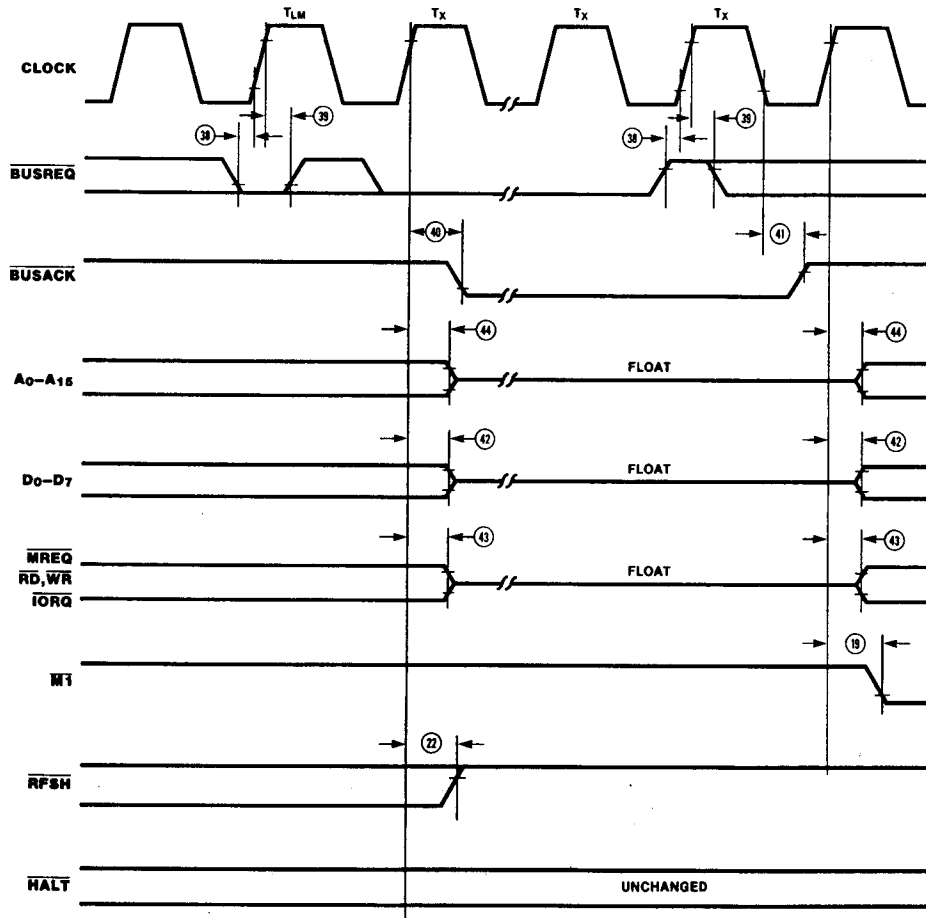 TLM TX TX TX
CLOCK
38 39 38 39
BUSREQ
40 41
BUSACK
44 44
A0–A15 FLOAT
42 42
D0–D7 FLOAT
43 43
MREQ
RD, WR FLOAT
IORQ
19
M1
22
RFSH
HALT UNCHANGED